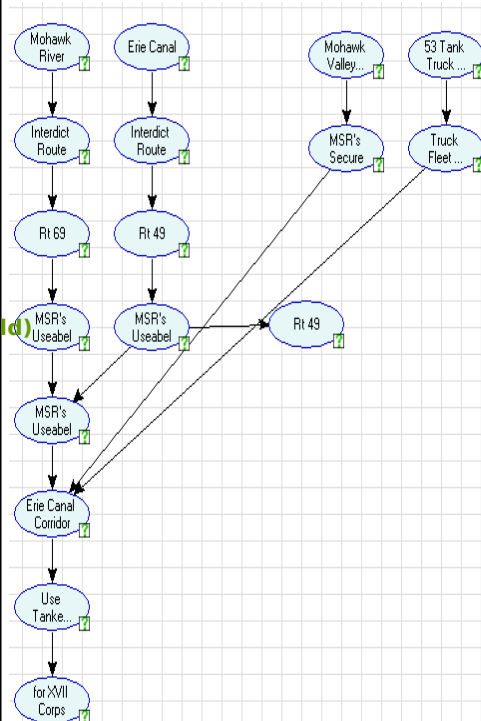 Mohawk
River
Erie Canal
Mohawk
Valley...
53 Tank
Truck ...
Interdict
Route
Interdict
Route
MSR's
Secure
Truck
Fleet ...
Rt 69
Rt 49
ld)
MSR's
Useabel
MSR's
Useabel
Rt 49
MSR's
Useabel
Erie Canal
Corridor
Use
Tanke...
for XVII
Corps
? ? ? ? ? ? ? ? ? ? ? ? ? ? ? ? ?